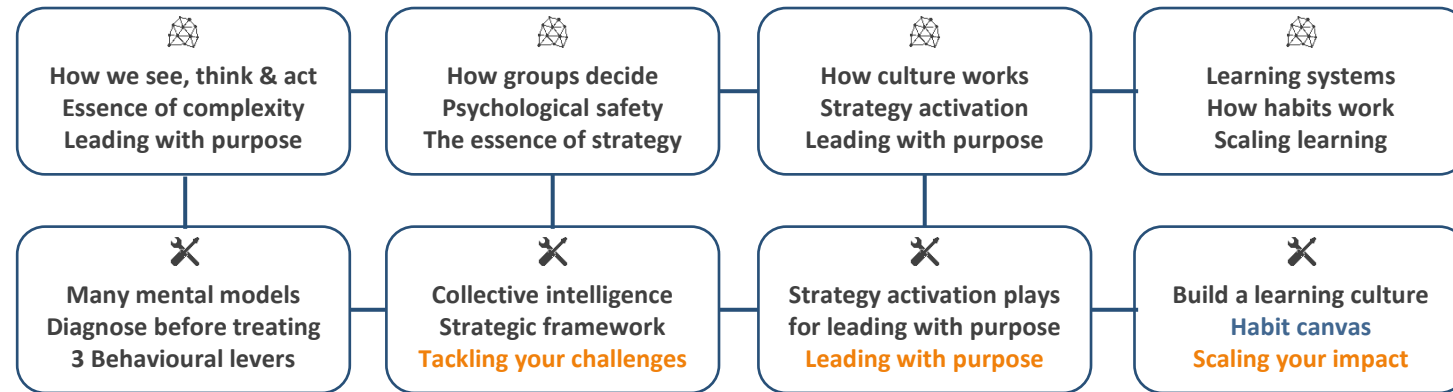 How we see, think & act
Essence of complexity
Leading with purpose
How groups decide
Psychological safety
The essence of strategy
How culture works
Strategy activation
Leading with purpose
Learning systems
How habits work
Scaling learning
Many mental models
Diagnose before treating
3 Behavioural levers
Collective intelligence
Strategic framework
Tackling your challenges
Strategy activation plays
for leading with purpose
Leading with purpose
Build a learning culture
Habit canvas
Scaling your impact